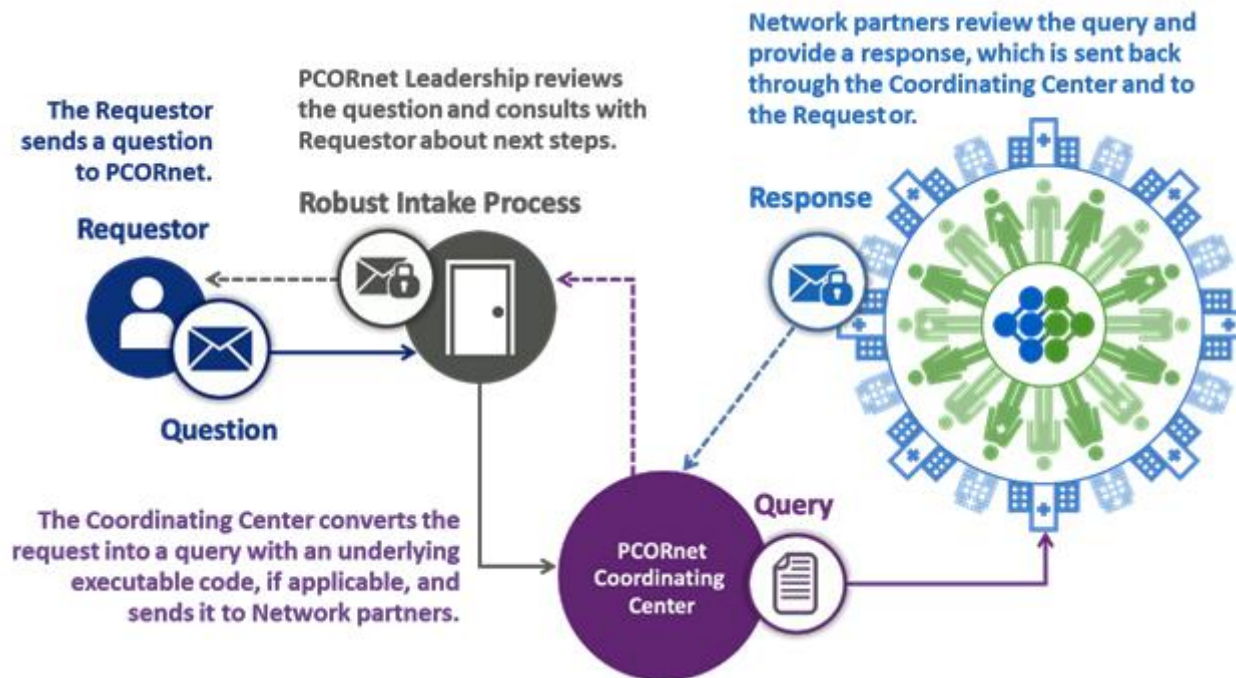 The Requestor
sends a question
to PCORnet.
Requestor
Question
PCORnet Leadership reviews
the question and consults with
Requestor about next steps.
Robust Intake Process
The Coordinating Center converts the
request into a query with an underlying
executable code, if applicable, and
sends it to Network partners.
PCORnet
Coordinating
Center
Query
Network partners review the query and
provide a response, which is sent back
through the Coordinating Center and to
the Requestor.
Response